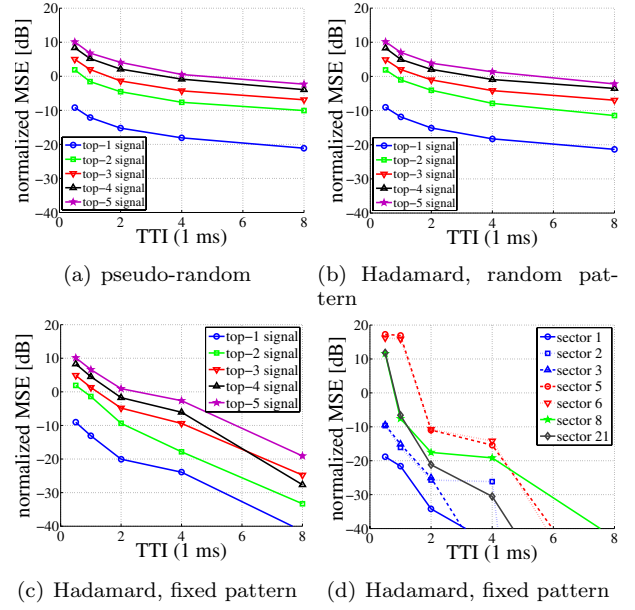 normalized MSE [dB]
20
10
0
−10
−20
−30
−40
top−1 signal
top−2 signal
top−3 signal
top−4 signal
top−5 signal
0 2 4 6 8
TTI (1 ms)
(a) pseudo-random
normalized MSE [dB]
20
10
0
−10
−20
−30
−40
top−1 signal
top−2 signal
top−3 signal
top−4 signal
top−5 signal
0 2 4 6 8
TTI (1 ms)
(b) Hadamard, random pat-
tern
normalized MSE [dB]
20
10
0
−10
−20
−30
−40
top−1 signal
top−2 signal
top−3 signal
top−4 signal
top−5 signal
0 2 4 6 8
TTI (1 ms)
(c) Hadamard, fixed pattern
normalized MSE [dB]
20
10
0
−10
−20
−30
−40
sector 1
sector 2
sector 3
sector 5
sector 6
sector 8
sector 21
0 2 4 6 8
TTI (1 ms)
(d) Hadamard, fixed pattern